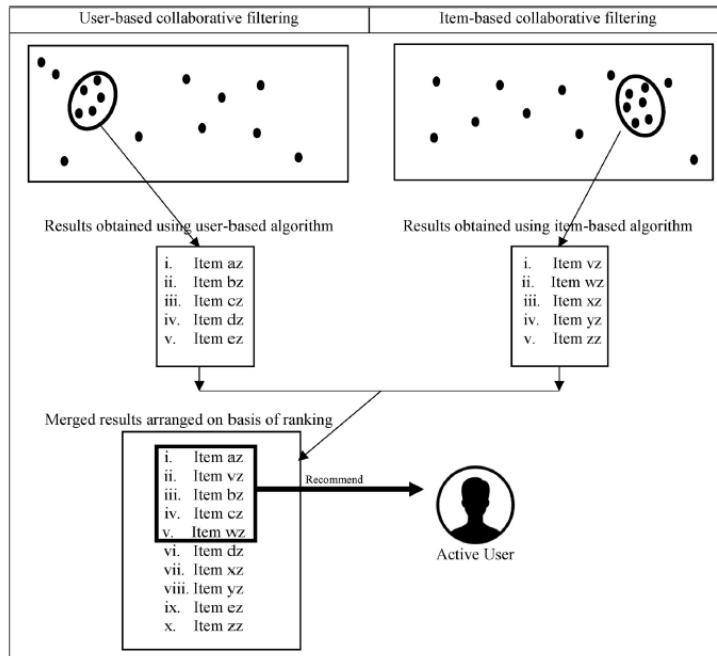 User-based collaborative filtering
Item-based collaborative filtering
Results obtained using user-based algorithm
Results obtained using item-based algorithm
i. Item az
ii. Item bz
iii. Item cz
iv. Item dz
v. Item ez
i. Item vz
ii. Item wz
iii. Item xz
iv. Item yz
v. Item zz
Merged results arranged on basis of ranking
i. Item az
ii. Item vz
iii. Item bz
iv. Item cz
v. Item wz
vi. Item dz
vii. Item xz
viii. Item yz
ix. Item ez
x. Item zz
Recommend
Active User